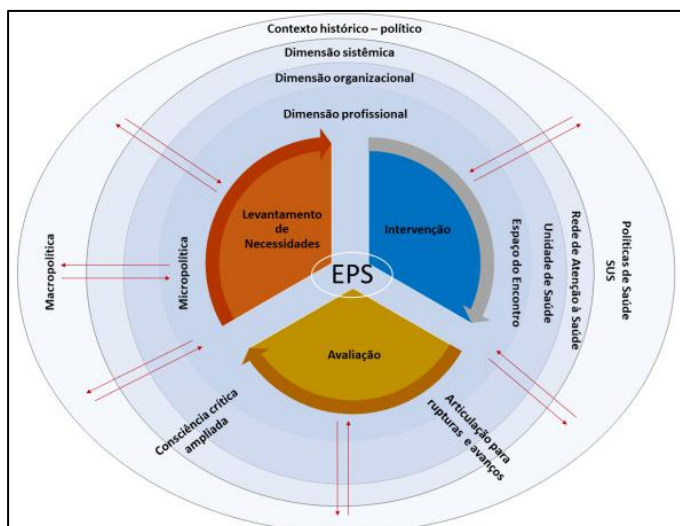 Contexto histórico – político
Dimensão sistêmica
Dimensão organizacional
Dimensão profissional
Levantamento
de
Necessidades
Intervenção
EPS
Avaliação
Macropolítica
Micropolítica
Espaço do Encontro
Unidade de Saúde
Rede de Atenção à Saúde
Políticas de Saúde
SUS
Consciência crítica
ampliada
Articulação para
rupturas e avanços